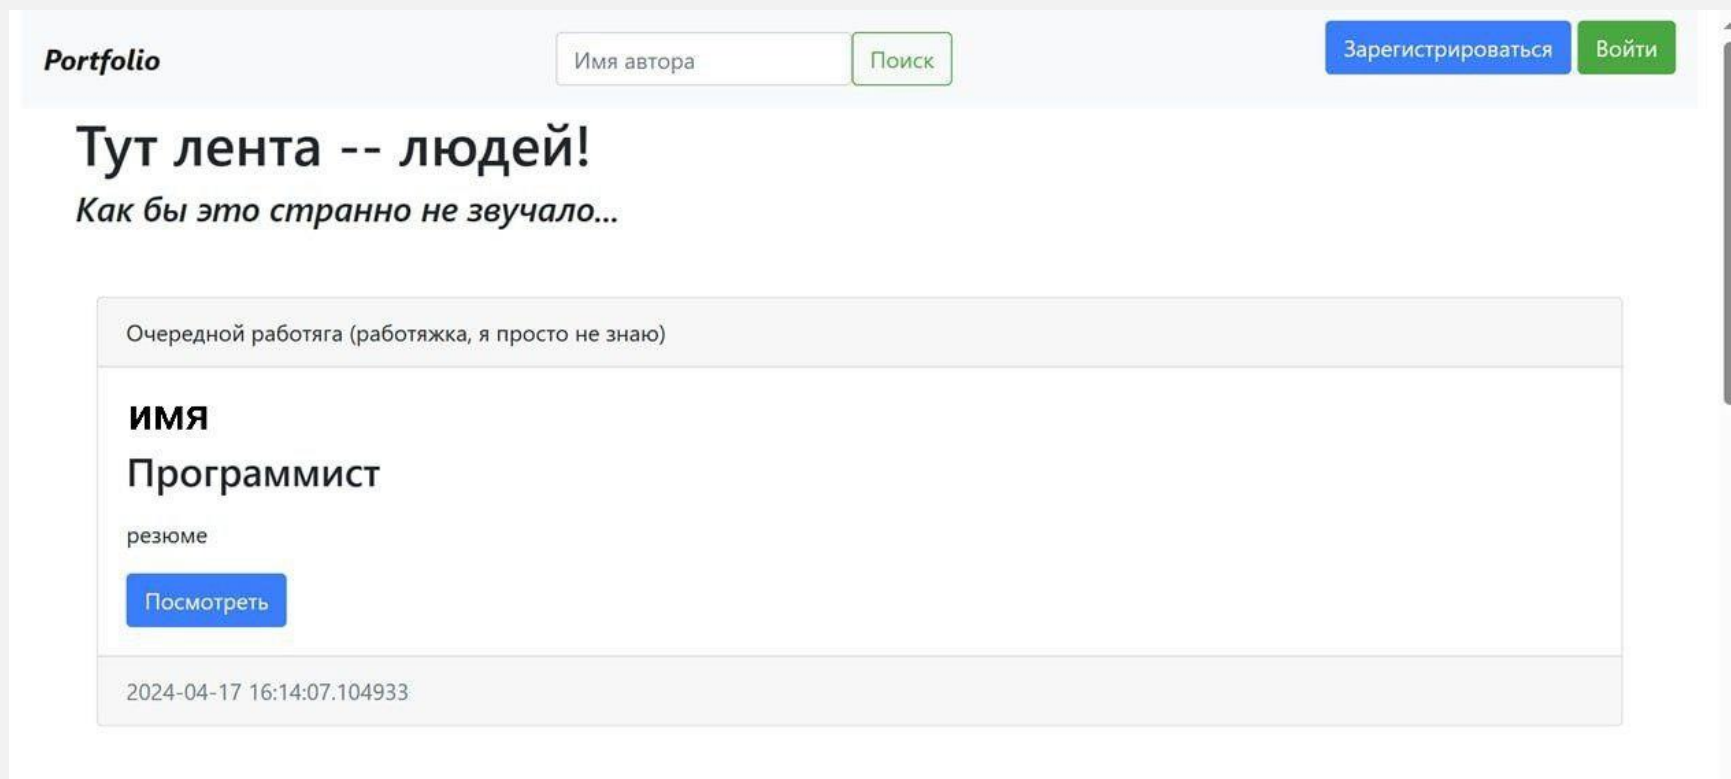 Portfolio
Имя автора
Поиск
Зарегистрироваться
Войти
Тут лента -- людей!
Как бы это странно не звучало...
Очередной работяга (работяжка, я просто не знаю)
имя
Программист
резюме
Посмотреть
2024-04-17 16:14:07.104933